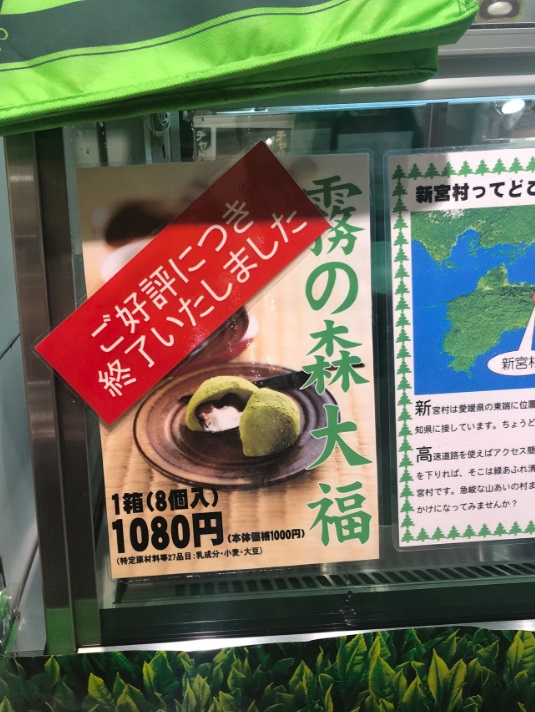 ご好評につき
終了いたしました
霧の森大福
1箱(8個入)
1080円(本体価格1000円)
(特定原材料等27品目:乳成分・小麦・大豆)
新宮村ってどこ
新宮村
新宮村は愛媛県の東端に位置
知県に接しています。ちょうど
高速道路を使えばアクセス簡
を下りれば、そこは緑あふれ清
宮村です。急峻な山あいの村ま
かけになってみませんか?